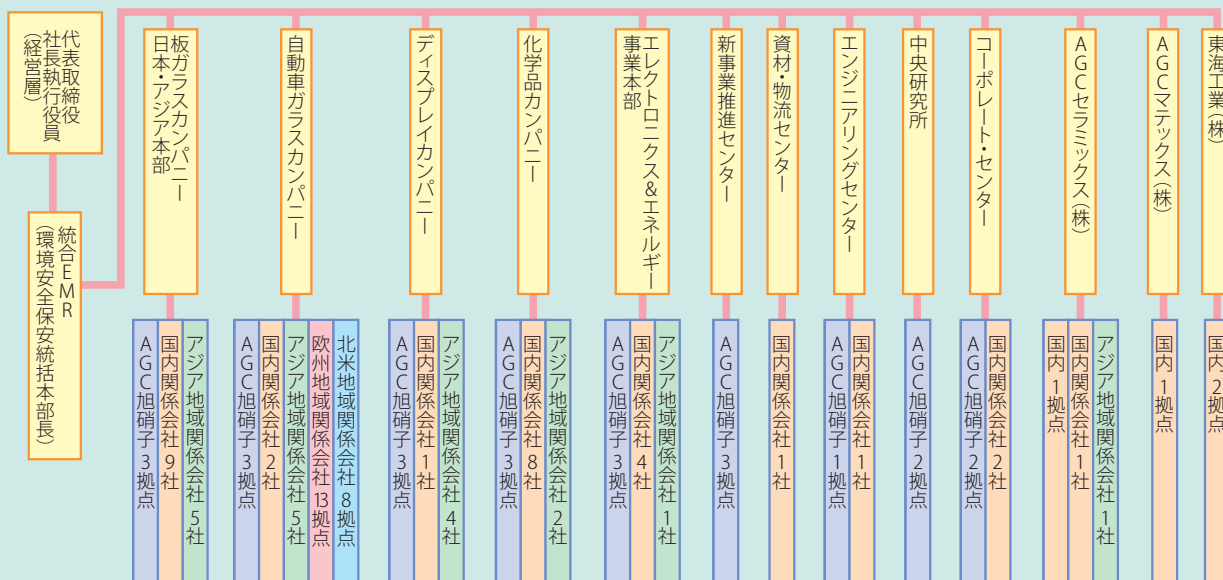 代表取締役
社長執行役員
(経営層)
統合EMR
(環境安全保安統括本部長)
板ガラスカンパニー
日本・アジア本部
AGC旭硝子 3拠点
国内関係会社 9社
アジア地域関係会社 5社
自動車ガラスカンパニー
AGC旭硝子 3拠点
国内関係会社 2社
アジア地域関係会社 5社
欧州地域関係会社 13拠点
北米地域関係会社 8拠点
ディスプレイカンパニー
AGC旭硝子 3拠点
国内関係会社 1社
アジア地域関係会社 4社
化学品カンパニー
AGC旭硝子 3拠点
国内関係会社 8社
アジア地域関係会社 2社
エレクトロニクス&エネルギー
事業本部
AGC旭硝子 3拠点
国内関係会社 4社
アジア地域関係会社 1社
新事業推進センター
AGC旭硝子 3拠点
資材・物流センター
国内関係会社 1社
エンジニアリングセンター
AGC旭硝子 1拠点
国内関係会社 1社
中央研究所
AGC旭硝子 2拠点
コーポレート・センター
AGC旭硝子 2拠点
国内関係会社 2社
AGCセラミックス(株)
国内 1拠点
国内関係会社 1社
アジア地域関係会社 1社
AGCマテックス(株)
国内 1拠点
東海工業(株)
国内 2拠点